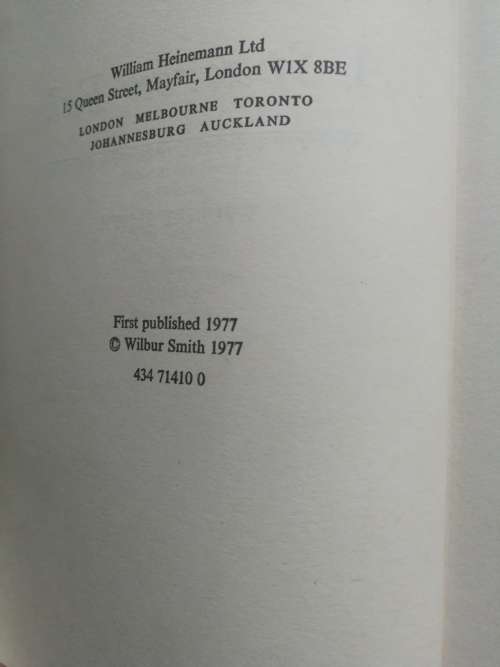 William Heinemann Ltd
15 Queen Street, Mayfair, London W1X 8BE
LONDON MELBOURNE TORONTO
JOHANNESBURG AUCKLAND
First published 1977
© Wilbur Smith 1977
434 71410 0